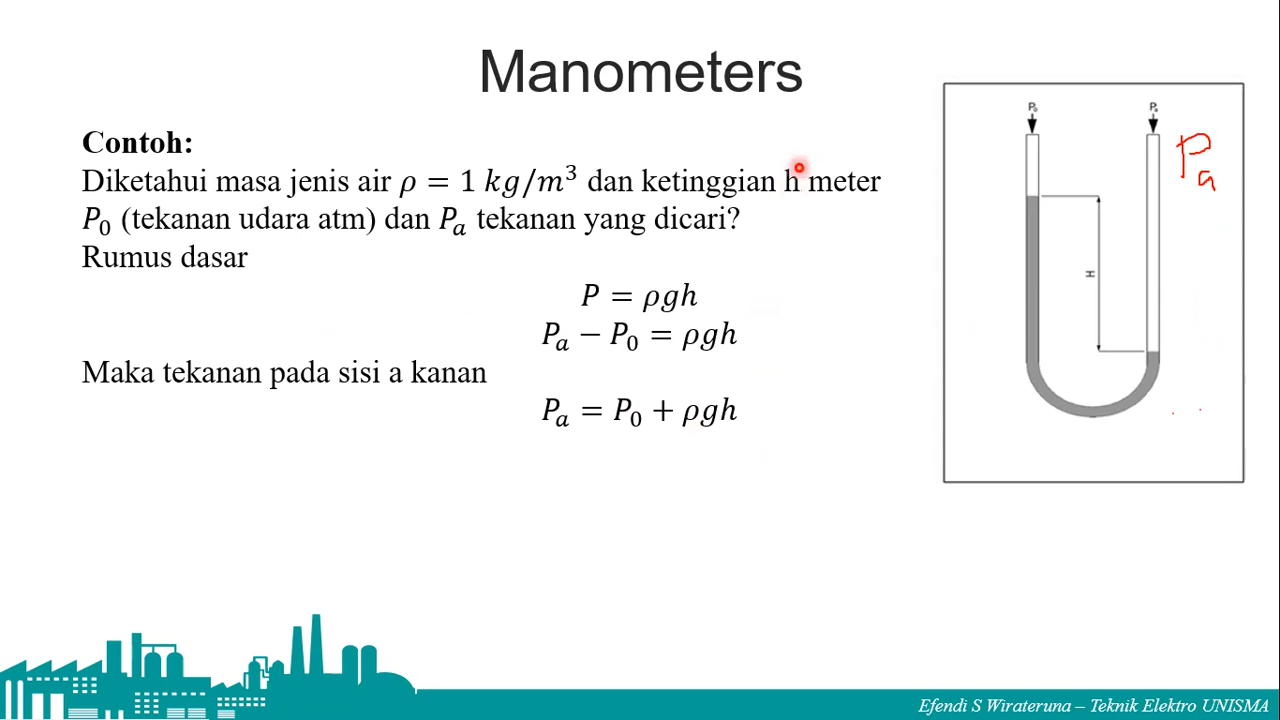 Manometers
Contoh:
Diketahui masa jenis air ρ = 1 kg/m³ dan ketinggian h meter
P₀ (tekanan udara atm) dan Pₐ tekanan yang dicari?
Rumus dasar
P = ρgh
Pₐ − P₀ = ρgh
Maka tekanan pada sisi a kanan
Pₐ = P₀ + ρgh
P₀
Pₐ
Pₐ
H
Efendi S Wirateruna – Teknik Elektro UNISMA